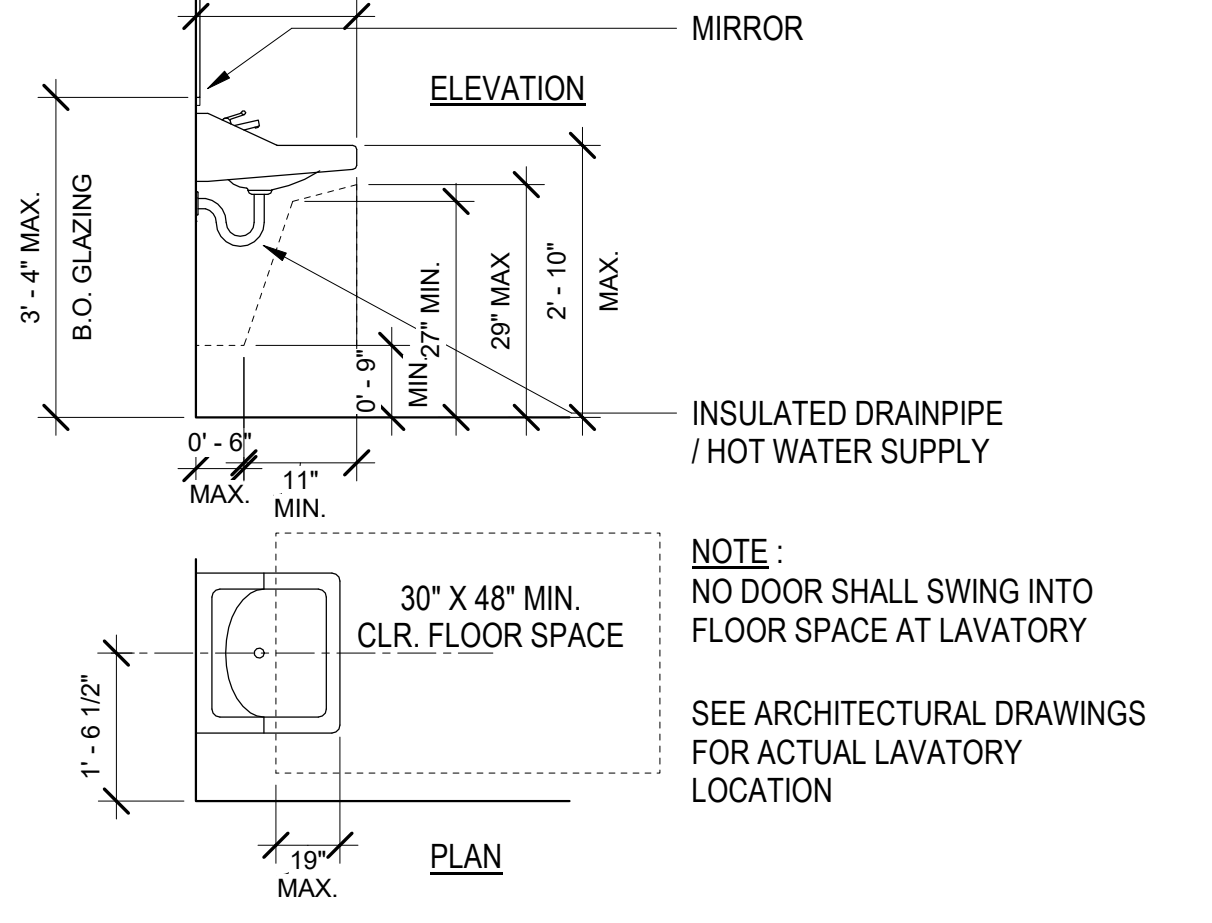 MIRROR
ELEVATION
3' - 4" MAX.
B.O. GLAZING
0' - 9"
MIN.
27" MIN.
29" MAX
2' - 10"
MAX.
INSULATED DRAINPIPE
/ HOT WATER SUPPLY
0' - 6"
MAX.
11"
MIN.
30" X 48" MIN.
CLR. FLOOR SPACE
NOTE :
NO DOOR SHALL SWING INTO
FLOOR SPACE AT LAVATORY
SEE ARCHITECTURAL DRAWINGS
FOR ACTUAL LAVATORY
LOCATION
1' - 6 1/2"
19"
MAX.
PLAN